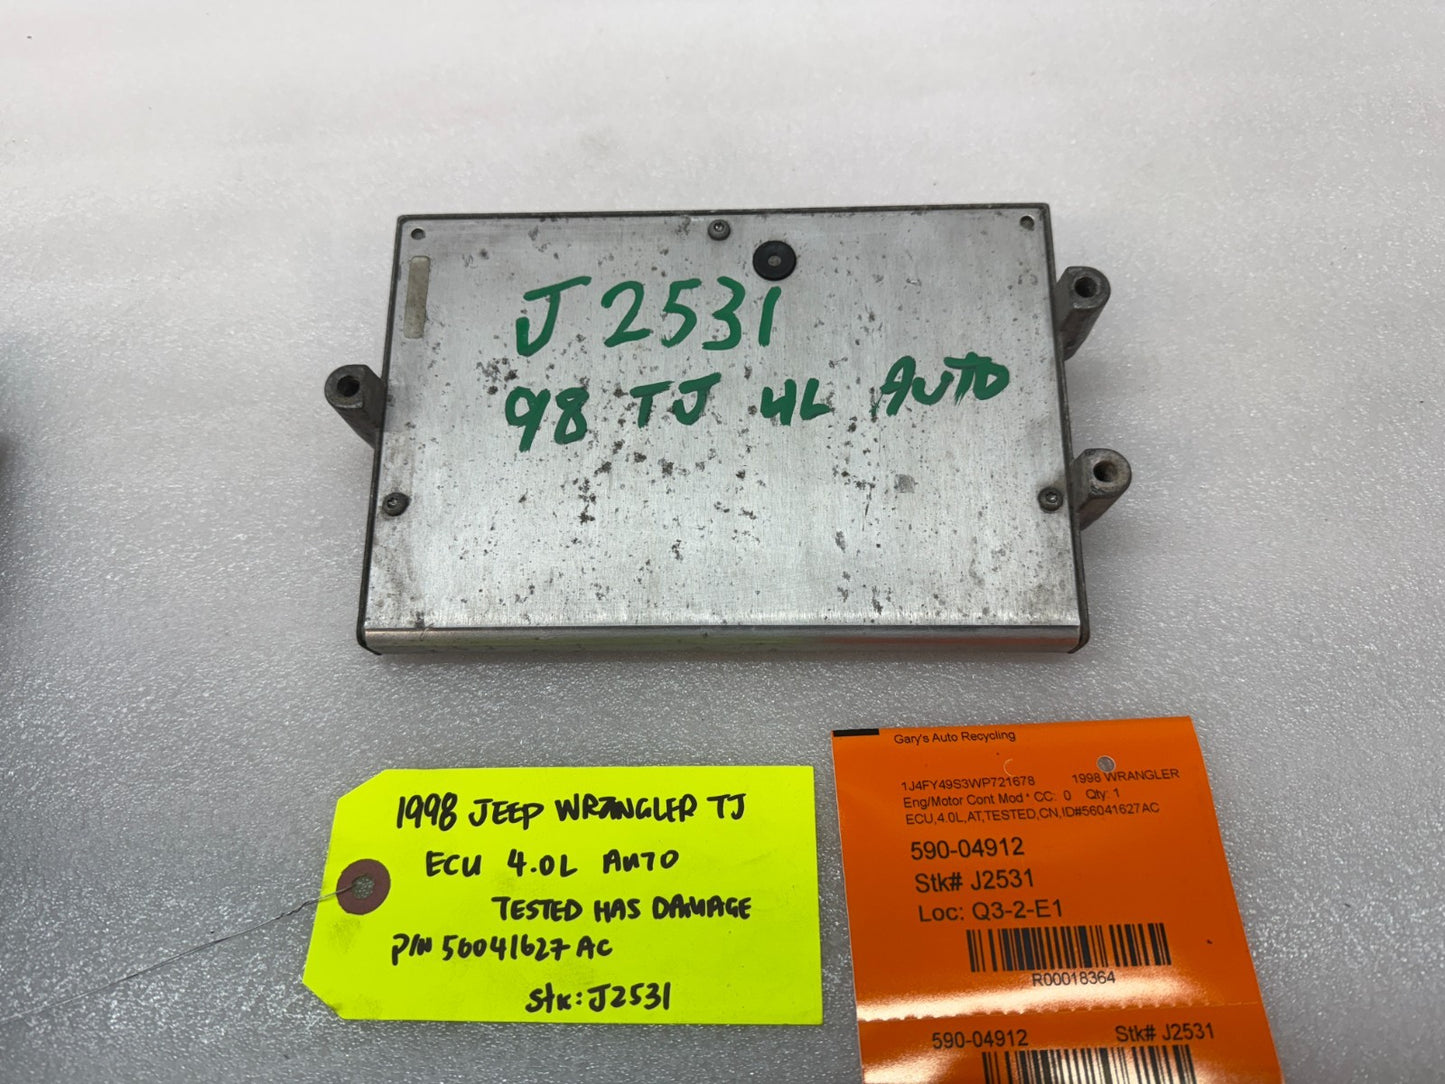 J2531
98 TJ 4L AUTO
1998 JEEP WRANGLER TJ
ECU 4.0L AUTO
TESTED HAS DAMAGE
P/N 56041627AC
Stk: J2531
Gary's Auto Recycling
1J4FY49S3WP721678 1998 WRANGLER
Eng/Motor Cont Mod * CC: 0 Qty: 1
ECU,4.0L,AT,TESTED,CN,ID#56041627AC
590-04912
Stk# J2531
Loc: Q3-2-E1
R00018364
590-04912 Stk# J2531